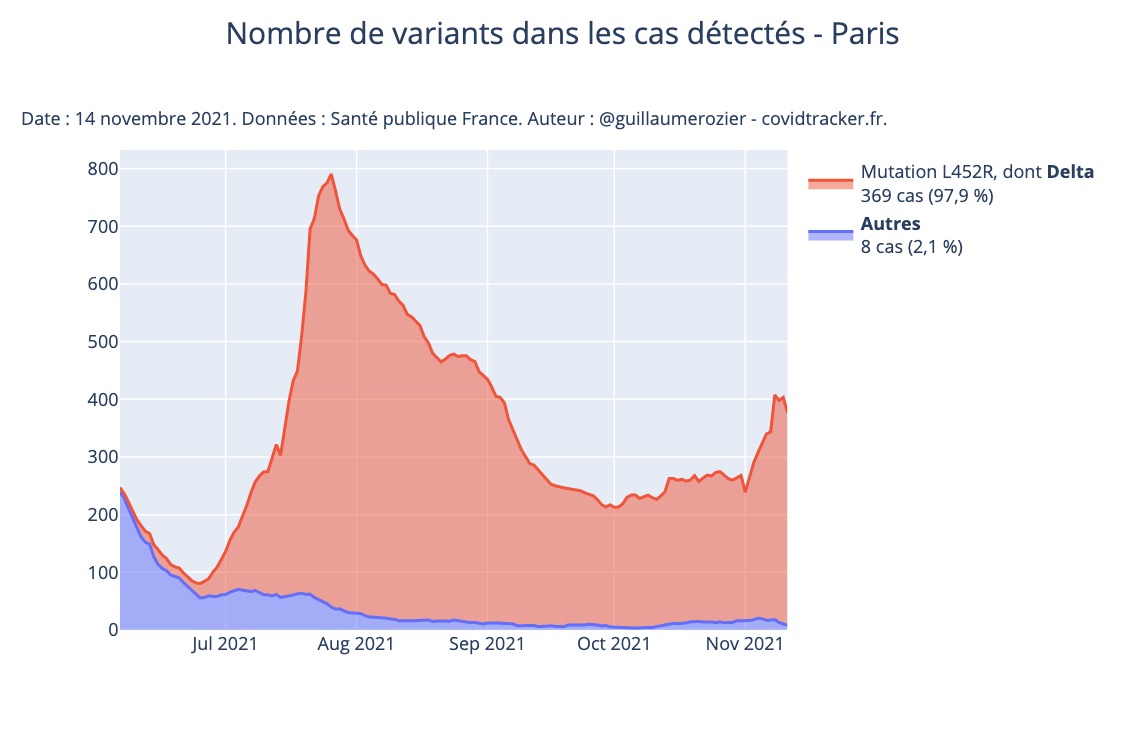 Nombre de variants dans les cas détectés - Paris
Date : 14 novembre 2021. Données : Santé publique France. Auteur : @guillaumerozier - covidtracker.fr.
800
700
600
500
400
300
200
100
0
Jul 2021 Aug 2021 Sep 2021 Oct 2021 Nov 2021
Mutation L452R, dont Delta
369 cas (97,9 %)
Autres
8 cas (2,1 %)